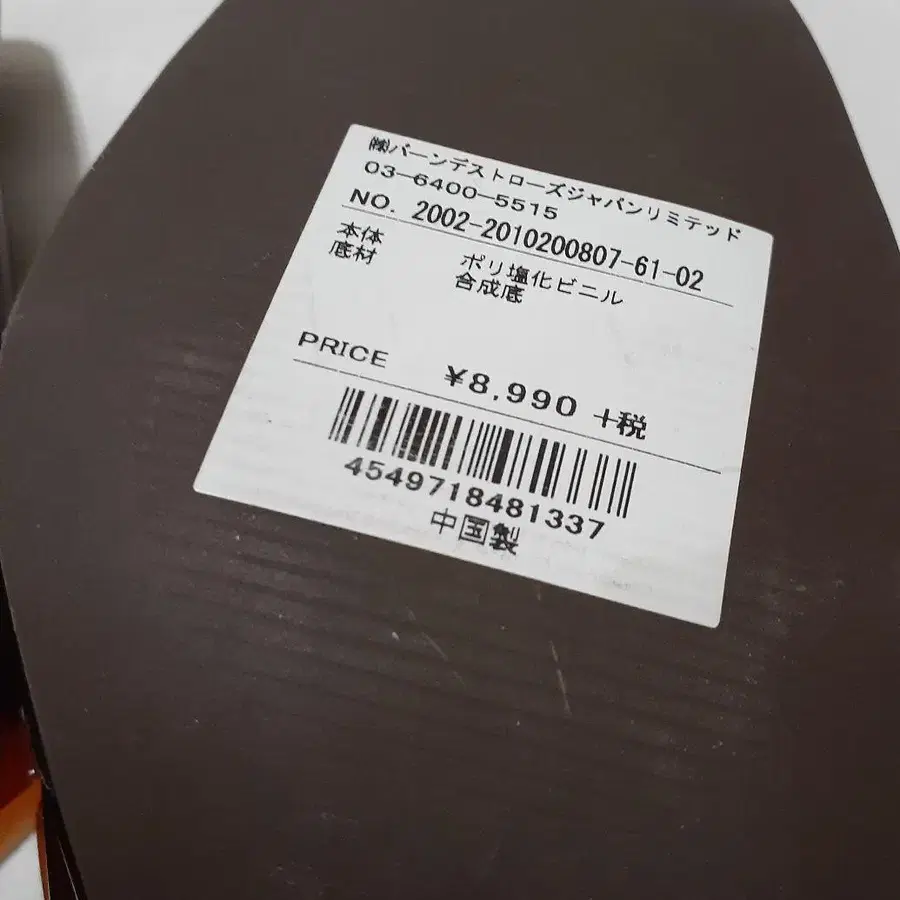 ㈱バーンデストローズジャパンリミテッド
03-6400-5515
NO. 2002-2010200807-61-02
本体 ポリ塩化ビニル
底材 合成底
PRICE ¥8,990 +税
4549718481337
中国製